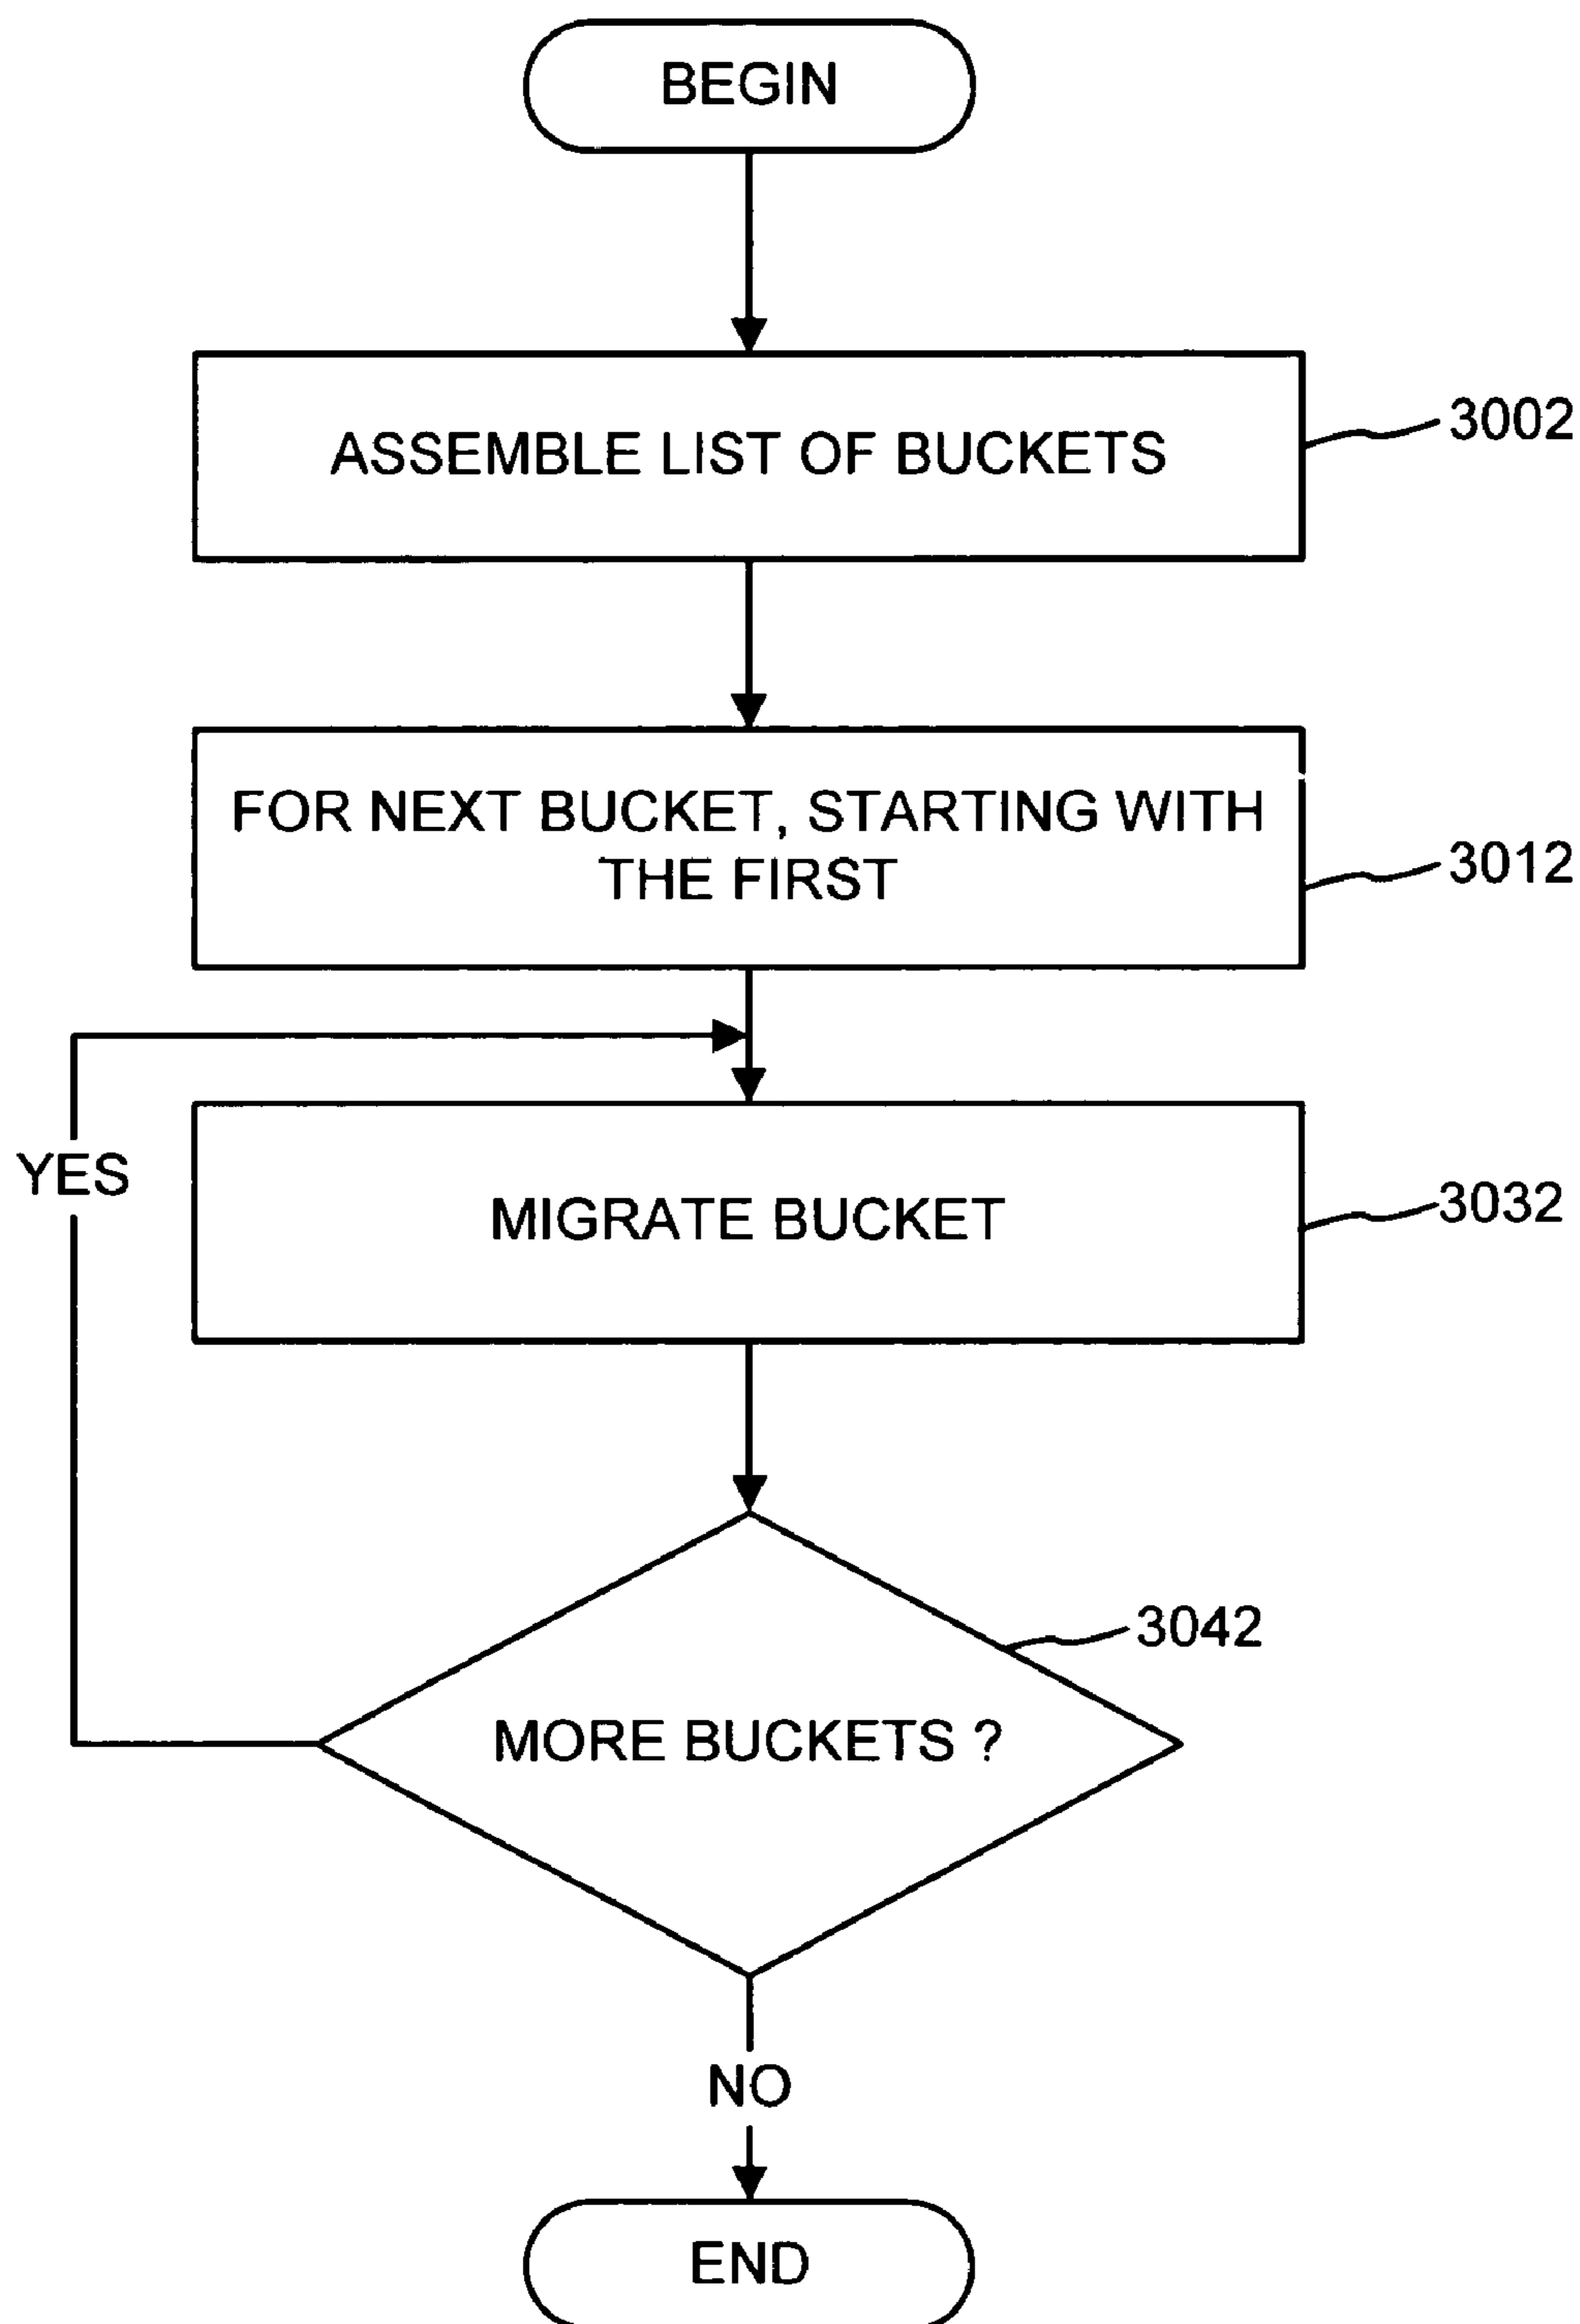 BEGIN
ASSEMBLE LIST OF BUCKETS
3002
FOR NEXT BUCKET, STARTING WITH
THE FIRST
3012
YES
MIGRATE BUCKET
3032
3042
MORE BUCKETS ?
NO
END